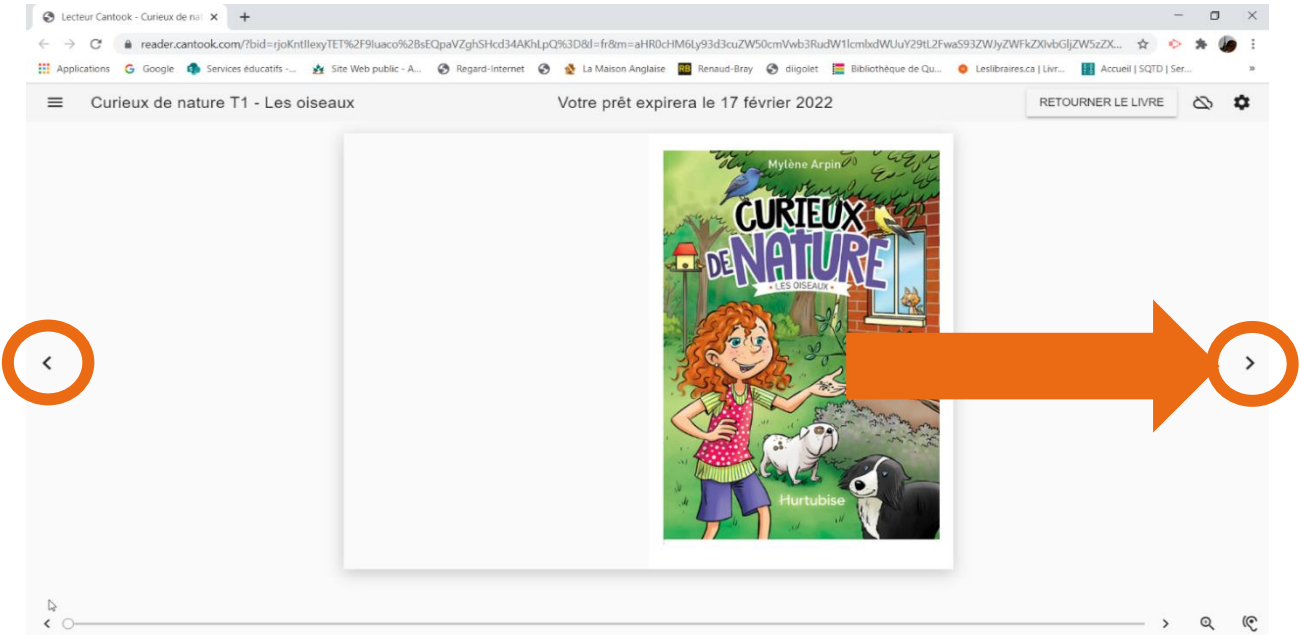 Lecteur Cantook - Curieux de nat
reader.cantook.com/?bid=rjoKntIlexyTET%2F9Iuaco%2BsEQpaVZghSHcd34AKhLpQ%3D&l=fr&m=aHR0cHM6Ly93d3cuZW50cmVwb3RudW1lcmlxdWUuY29tL2FwaS93ZWJyZWFkZXIvbGljZW5zZX...
Applications
Google
Services éducatifs -...
Site Web public - A...
Regard-Internet
La Maison Anglaise
RB Renaud-Bray
diigolet
Bibliothèque de Qu...
Leslibraires.ca | Livr...
Accueil | SQTD | Ser...
Curieux de nature T1 - Les oiseaux
Votre prêt expirera le 17 février 2022
RETOURNER LE LIVRE
Mylène Arpin
CURIEUX
DE NATURE
• LES OISEAUX •
Hurtubise